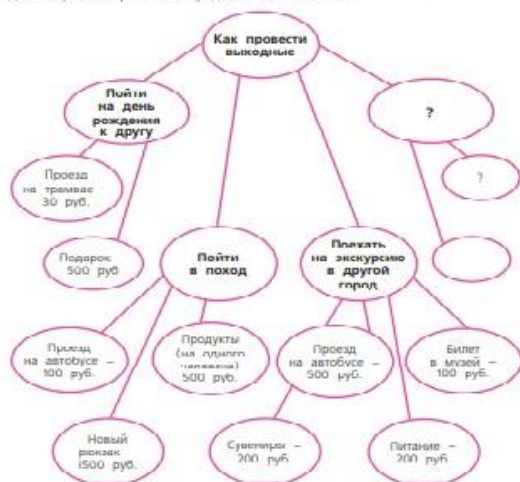 Как провести
выходные
Пойти
на день
рождения
к другу
?
Проезд
на трамвае
30 руб.
?
Подарок
500 руб
Пойти
в поход
Поехать
на экскурсию
в другой
город
Проезд
на автобусе –
100 руб.
Продукты
(на одного
человека)
500 руб.
Проезд
на автобусе –
500 руб.
Билет
в музей –
100 руб.
Новый
рюкзак
1500 руб.
Сувениры –
200 руб
Питание –
200 руб